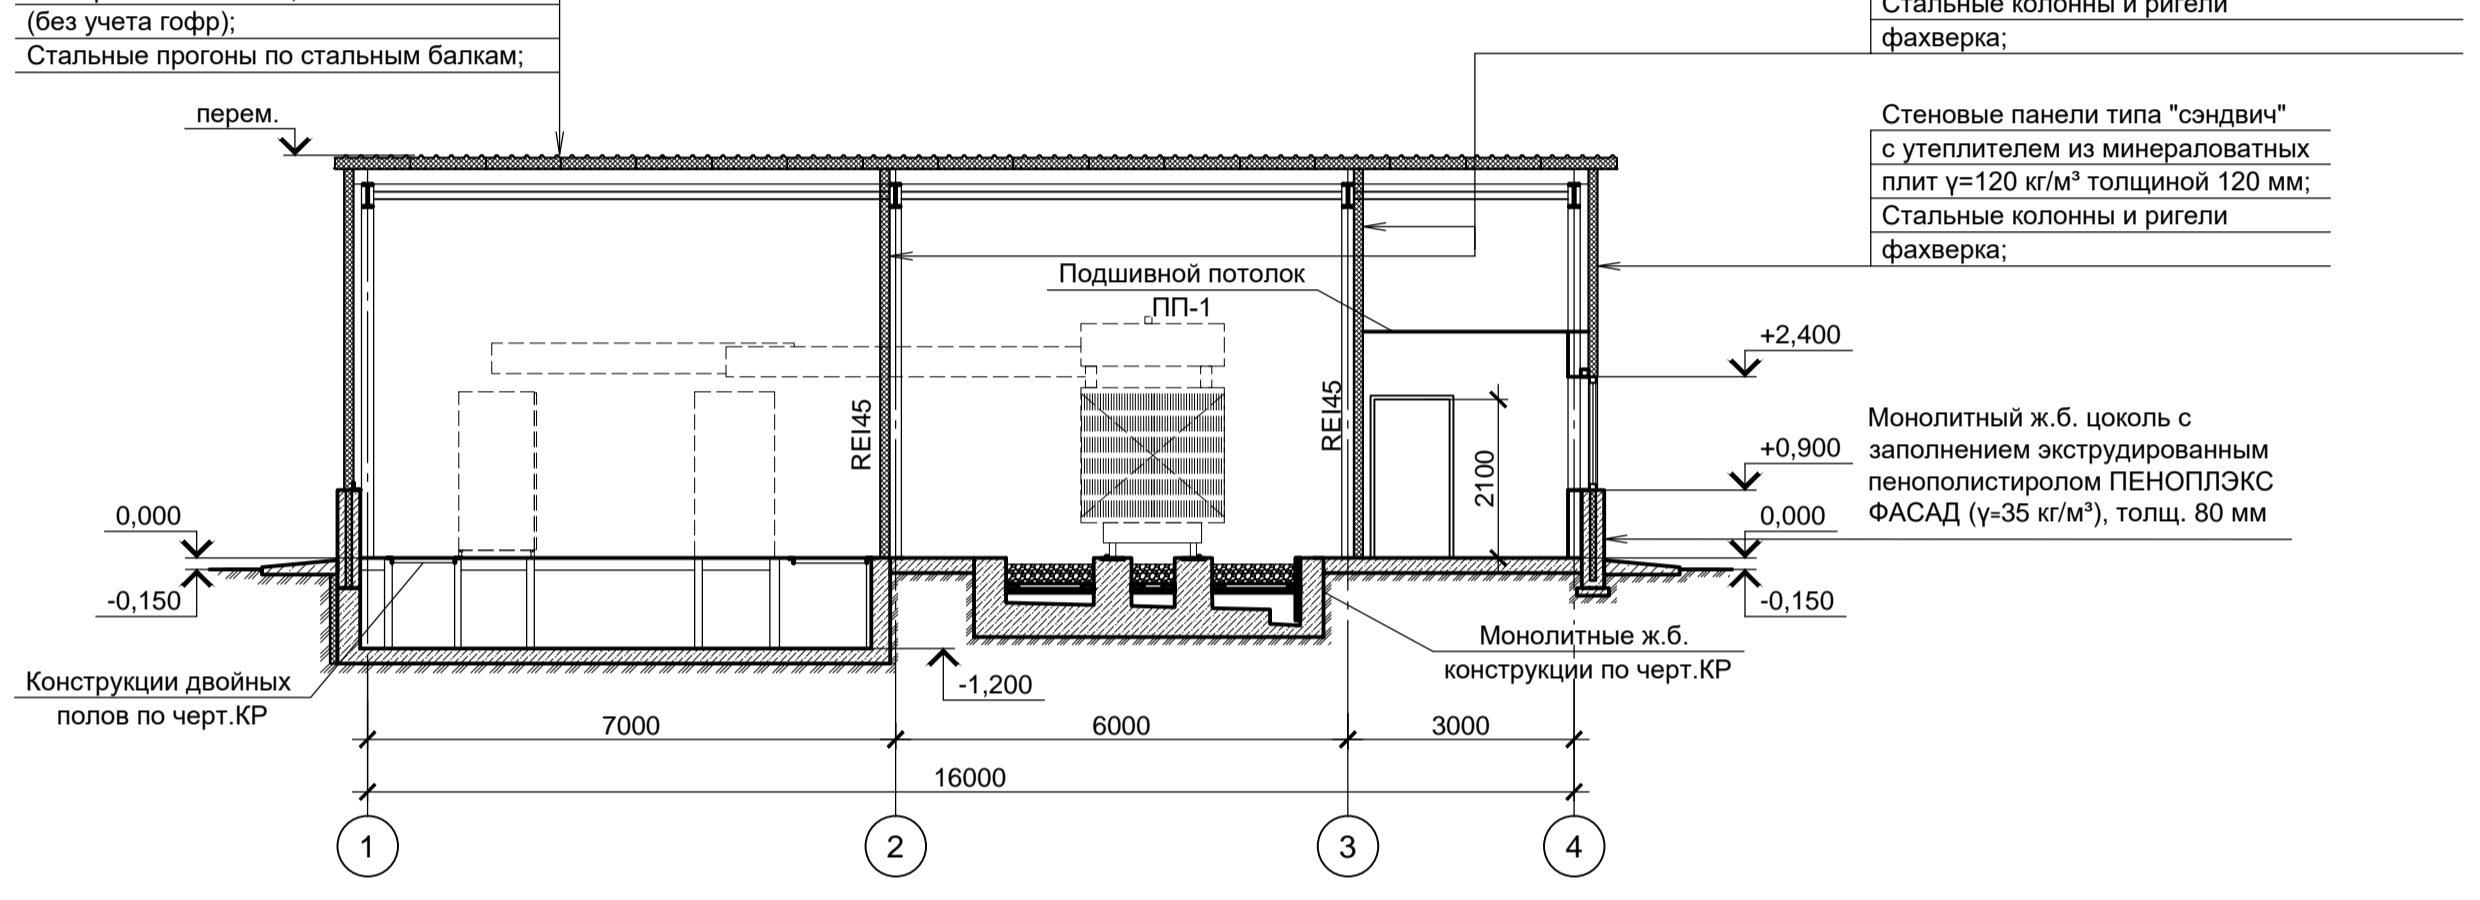 (без учета гофр);
Стальные прогоны по стальным балкам;
Стальные колонны и ригели
фахверка;
перем.
Стеновые панели типа "сэндвич"
с утеплителем из минераловатных
плит γ=120 кг/м³ толщиной 120 мм;
Стальные колонны и ригели
фахверка;
Подшивной потолок
ПП-1
+2,400
REI45
REI45
2100
+0,900
Монолитный ж.б. цоколь с
заполнением экструдированным
пенополистиролом ПЕНОПЛЭКС
ФАСАД (γ=35 кг/м³), толщ. 80 мм
0,000
0,000
-0,150
-0,150
Монолитные ж.б.
конструкции по черт.КР
Конструкции двойных
полов по черт.КР
-1,200
7000
6000
3000
16000
1
2
3
4